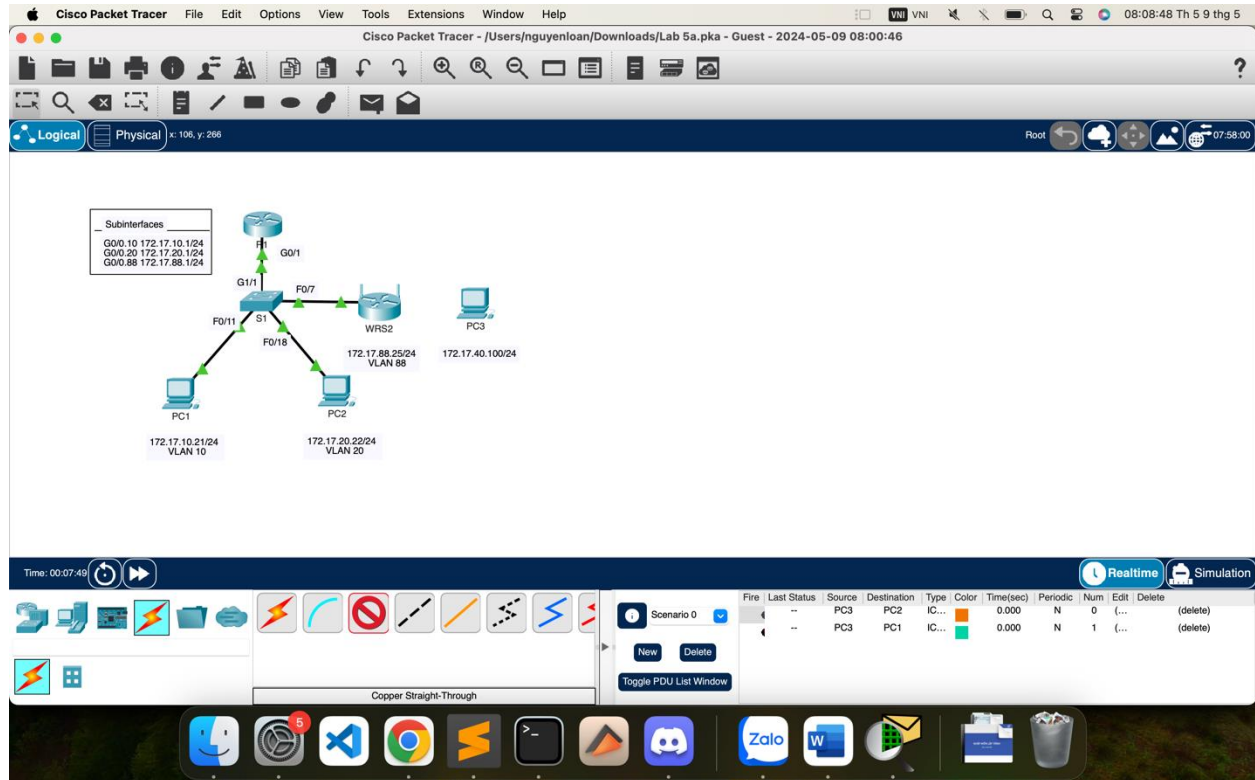 Cisco Packet Tracer File Edit Options View Tools Extensions Window Help VNI VNI 08:08:48 Th 5 9 thg 5
Cisco Packet Tracer - /Users/nguyenloan/Downloads/Lab 5a.pka - Guest - 2024-05-09 08:00:46
?
Logical Physical x: 106, y: 266 Root 07:58:00
_ Subinterfaces _______
G0/0.10 172.17.10.1/24
G0/0.20 172.17.20.1/24
G0/0.88 172.17.88.1/24
R1
G0/1
G1/1
F0/7
F0/11
S1
F0/18
WRS2
172.17.88.25/24
VLAN 88
PC3
172.17.40.100/24
PC1
172.17.10.21/24
VLAN 10
PC2
172.17.20.22/24
VLAN 20
Time: 00:07:49 Realtime Simulation
Scenario 0
New Delete
Toggle PDU List Window
Fire Last Status Source Destination Type Color Time(sec) Periodic Num Edit Delete
-- PC3 PC2 IC... 0.000 N 0 (... (delete)
-- PC3 PC1 IC... 0.000 N 1 (... (delete)
Copper Straight-Through
5
Zalo
W